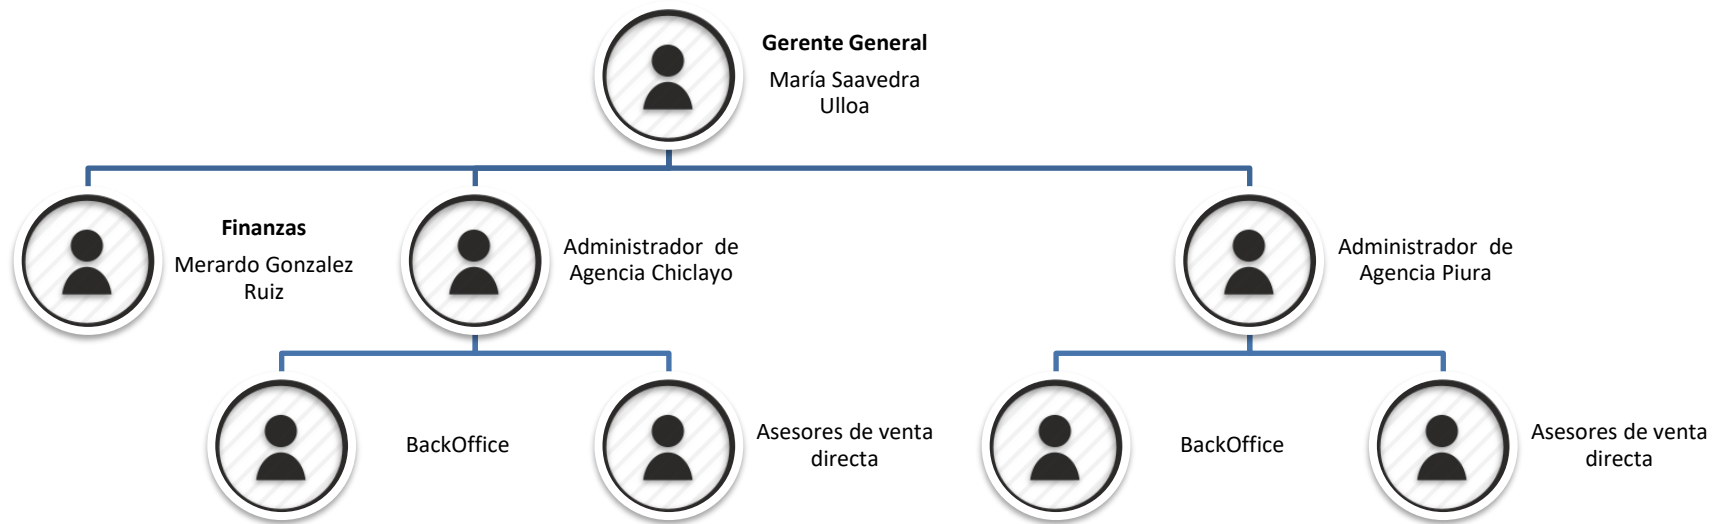 Gerente General
María Saavedra
Ulloa
Finanzas
Merardo Gonzalez
Ruiz
Administrador de
Agencia Chiclayo
Administrador de
Agencia Piura
BackOffice
Asesores de venta
directa
BackOffice
Asesores de venta
directa